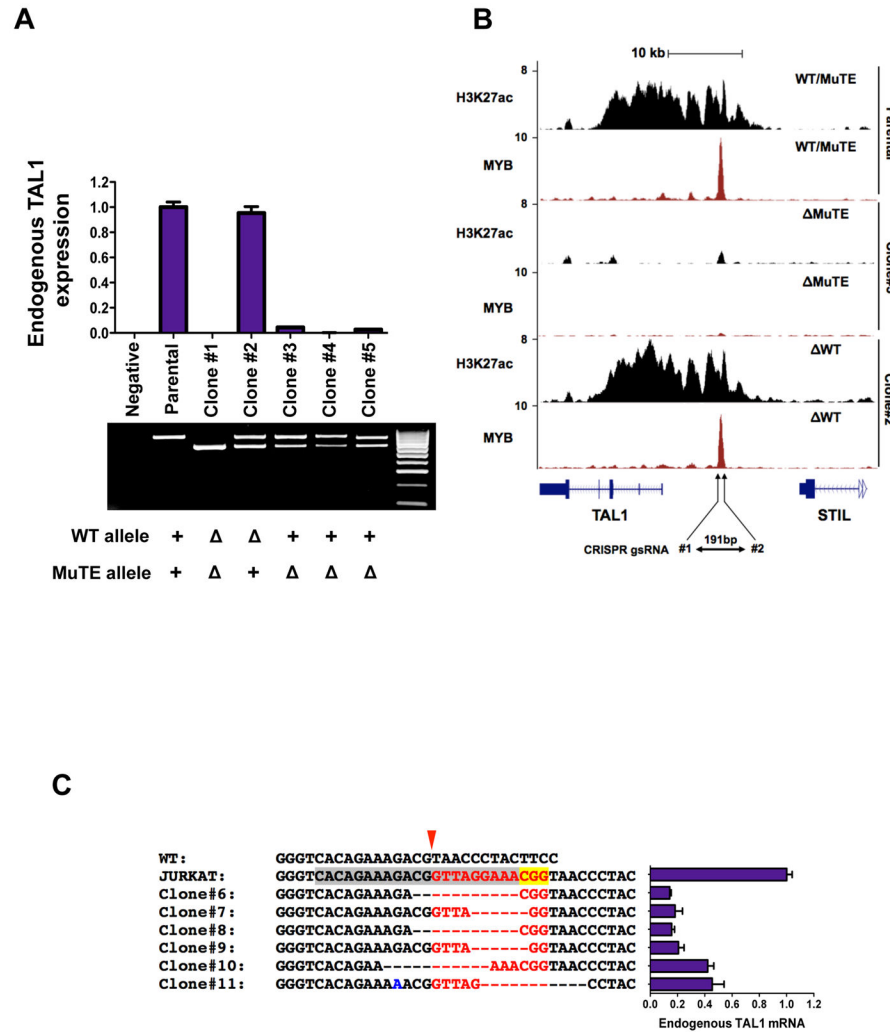 A
Endogenous TAL1
expression
1.2
1.0
0.8
0.6
0.4
0.2
0.0
Negative
Parental
Clone #1
Clone #2
Clone #3
Clone #4
Clone #5
WT allele + Δ Δ + + +
MuTE allele + Δ + Δ Δ Δ
B
10 kb
8
H3K27ac
WT/MuTE
10
MYB
WT/MuTE
8
H3K27ac
ΔMuTE
10
MYB
ΔMuTE
8
H3K27ac
ΔWT
10
MYB
ΔWT
Clone#2
TAL1
STIL
CRISPR gsRNA #1 191bp #2
C
WT: GGGTCACAGAAAGACGTAACCCTACTTCC
JURKAT: GGGTCACAGAAAGACGGTTAGGAAACGGTAACCCTAC
Clone#6: GGGTCACAGAAAGA-----------CGGTAACCCTAC
Clone#7: GGGTCACAGAAAGACGGTTA------GGTAACCCTAC
Clone#8: GGGTCACAGAAAGA-----------CGGTAACCCTAC
Clone#9: GGGTCACAGAAAGACGGTTA------GGTAACCCTAC
Clone#10: GGGTCACAGAA-----------AAACGGTAACCCTAC
Clone#11: GGGTCACAGAAAAACGGTTAG-----------CCTAC
0.0 0.2 0.4 0.6 0.8 1.0 1.2
Endogenous TAL1 mRNA